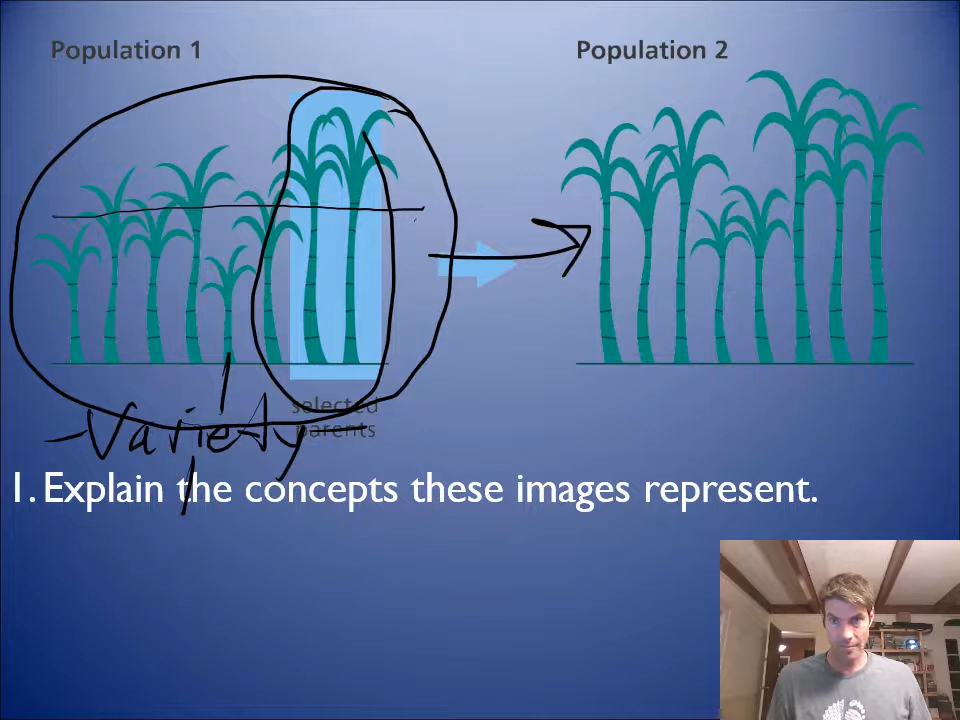 Population 1
Population 2
selected
parents
-Variety
1. Explain the concepts these images represent.